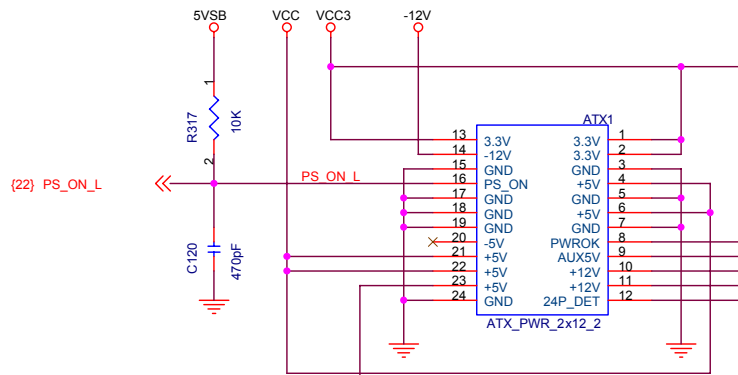 5VSB VCC VCC3 -12V
1
R317
10K
2
{22} PS_ON_L
PS_ON_L
C120
470pF
ATX1
13 3.3V 3.3V 1
14 -12V 3.3V 2
15 GND GND 3
16 PS_ON +5V 4
17 GND GND 5
18 GND +5V 6
19 GND GND 7
20 -5V PWROK 8
21 +5V AUX5V 9
22 +5V +12V 10
23 +5V +12V 11
24 GND 24P_DET 12
ATX_PWR_2x12_2